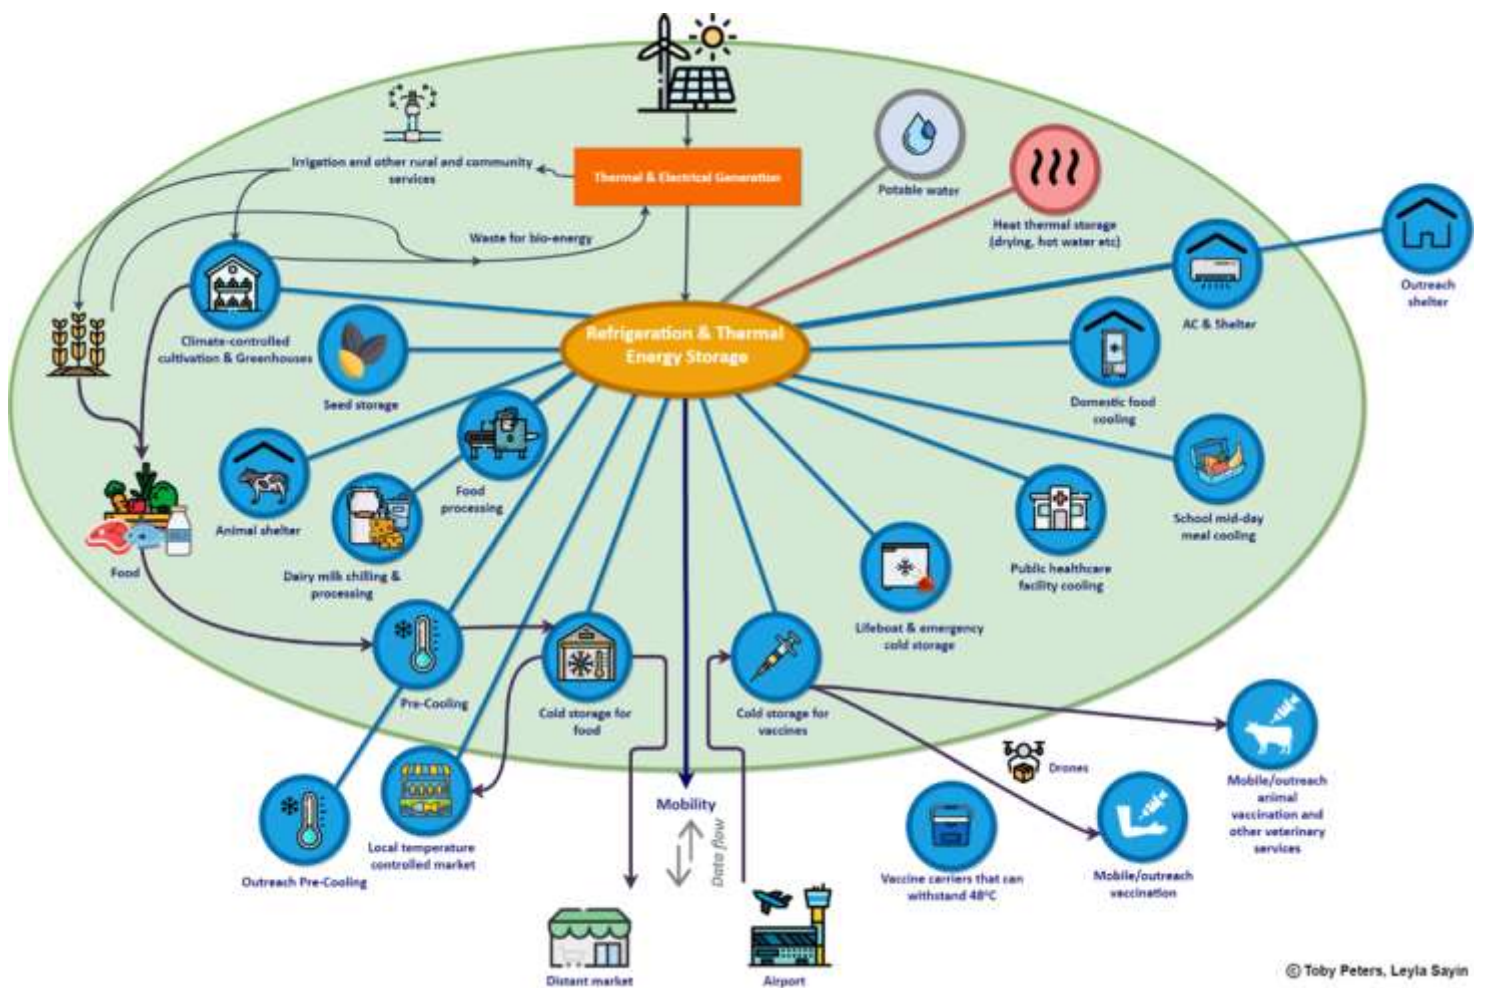 Irrigation and other rural and community
services
Thermal & Electrical Generation
Potable water
Heat thermal storage
(drying, hot water etc)
Waste for bio-energy
Outreach
shelter
AC & Shelter
Refrigeration & Thermal
Energy Storage
Climate-controlled
cultivation & Greenhouses
Seed storage
Domestic food
cooling
Food
processing
Animal shelter
School mid-day
meal cooling
Food
Dairy milk chilling &
processing
Public healthcare
facility cooling
Lifeboat & emergency
cold storage
Pre-Cooling
Cold storage for
food
Cold storage for
vaccines
Drones
Mobile/outreach
animal
vaccination and
other veterinary
services
Mobility
Data flow
Local temperature
controlled market
Outreach Pre-Cooling
Vaccine carriers that can
withstand 48°C
Mobile/outreach
vaccination
Distant market
Airport
© Toby Peters, Leyla Sayin